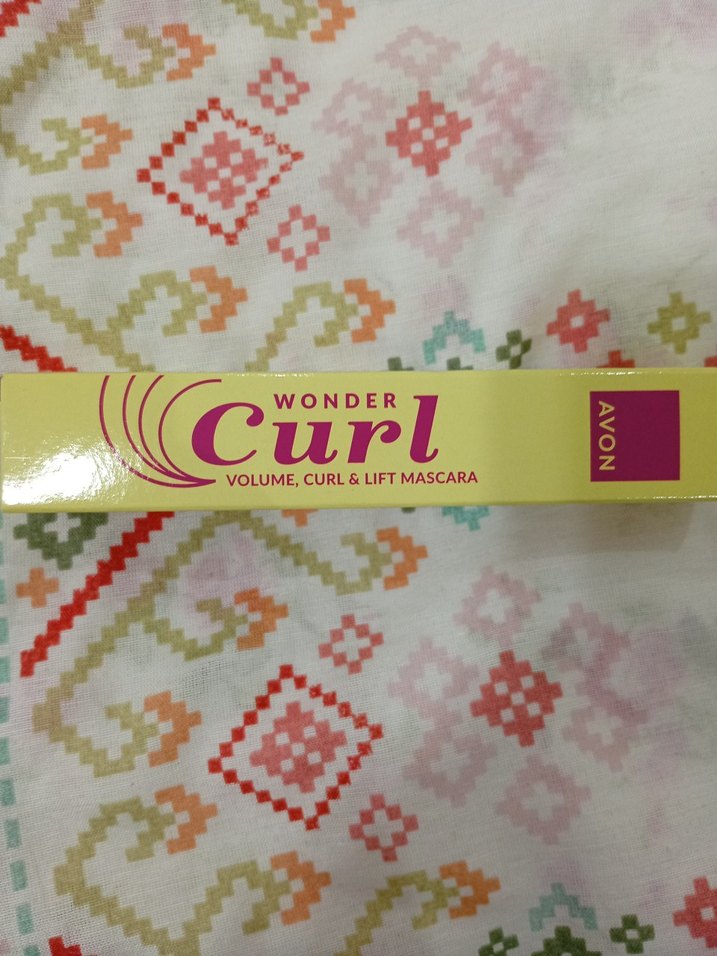 WONDER
Curl
VOLUME, CURL & LIFT MASCARA
AVON